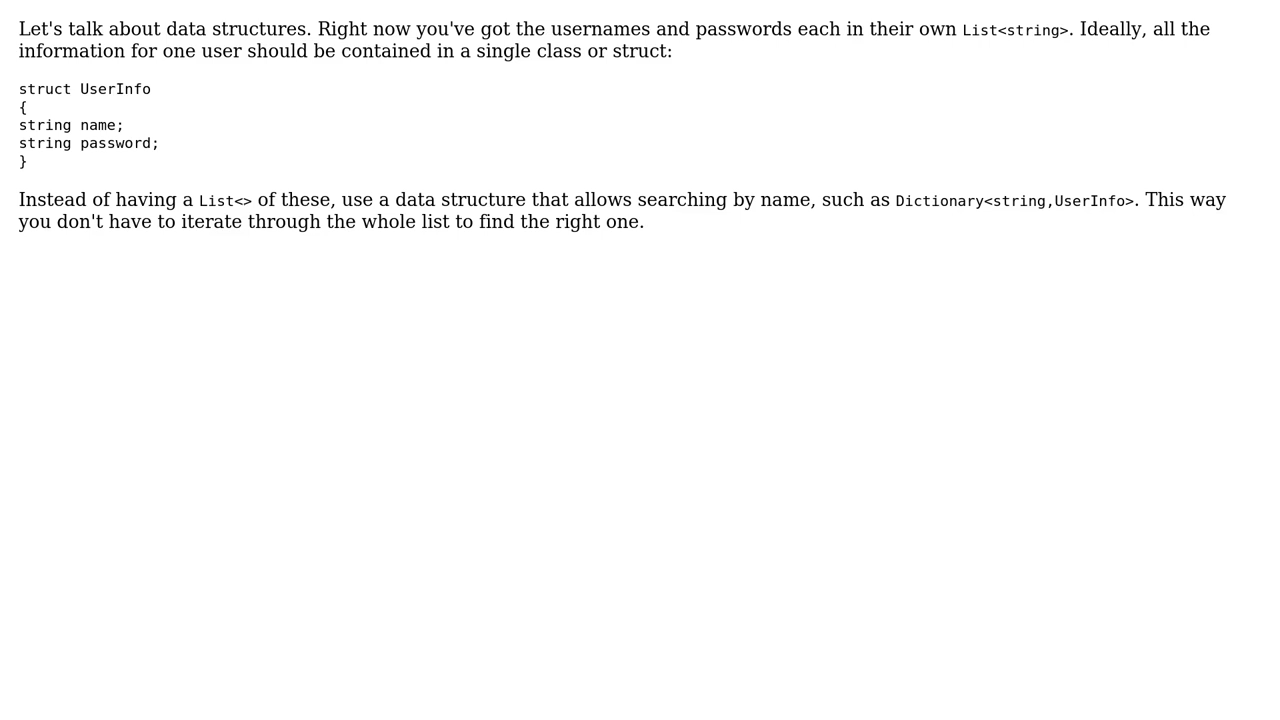 Let's talk about data structures. Right now you've got the usernames and passwords each in their own List<string>. Ideally, all the
information for one user should be contained in a single class or struct:
struct UserInfo
{
string name;
string password;
}
Instead of having a List<> of these, use a data structure that allows searching by name, such as Dictionary<string,UserInfo>. This way
you don't have to iterate through the whole list to find the right one.